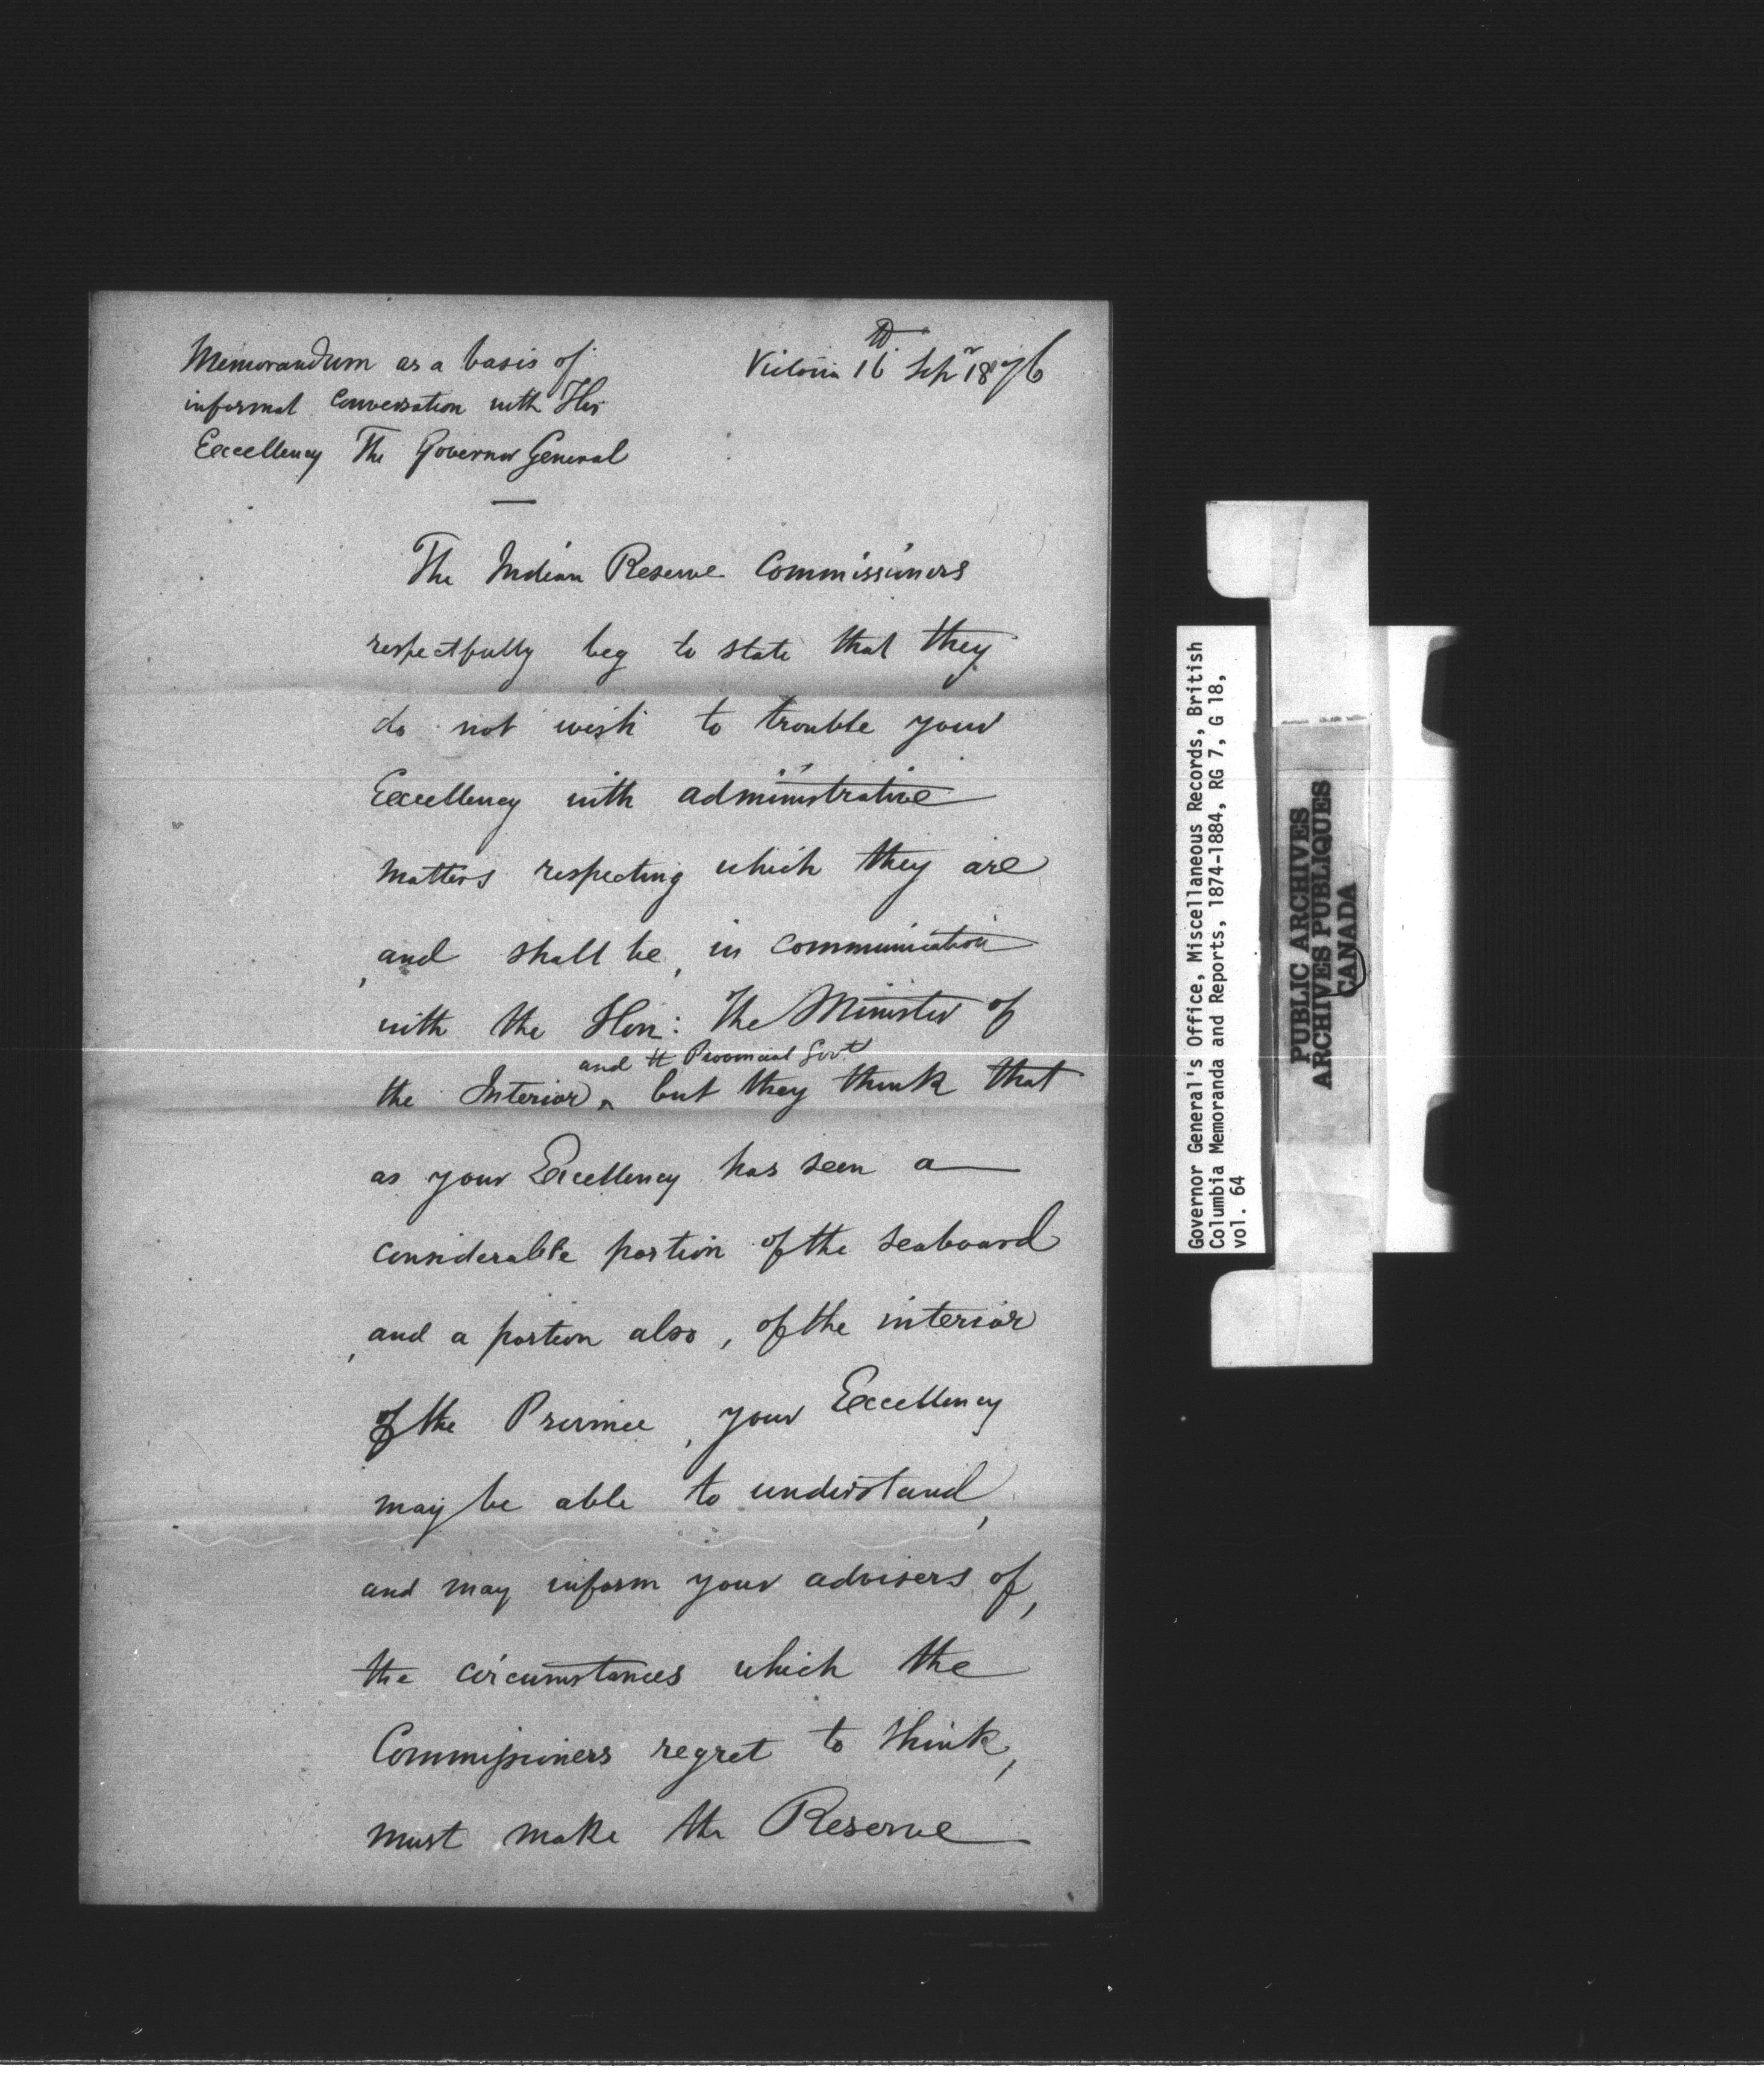 Memorandum as a basis of
informal conversation with His
Excellency The Governor General
Victoria 16th Sepr 1876
The Indian Reserve Commissioners
respectfully beg to state that they
do not wish to trouble your
Excellency with administrative
matters respecting which they are
, and shall be, in communication
with the Hon: The Minister of
and the Provincial Govt
the Interior ^ but they think that
as your Excellency has seen a
considerable portion of the seaboard
, and a portion also, of the interior
of the Province, your Excellency
may be able to understand,
and may inform your advisers of,
the circumstances which the
Commissioners regret to think,
must make the Reserve
Governor General's Office, Miscellaneous Records, British
Columbia Memoranda and Reports, 1874-1884, RG 7, G 18,
vol. 64
PUBLIC ARCHIVES
ARCHIVES PUBLIQUES
CANADA